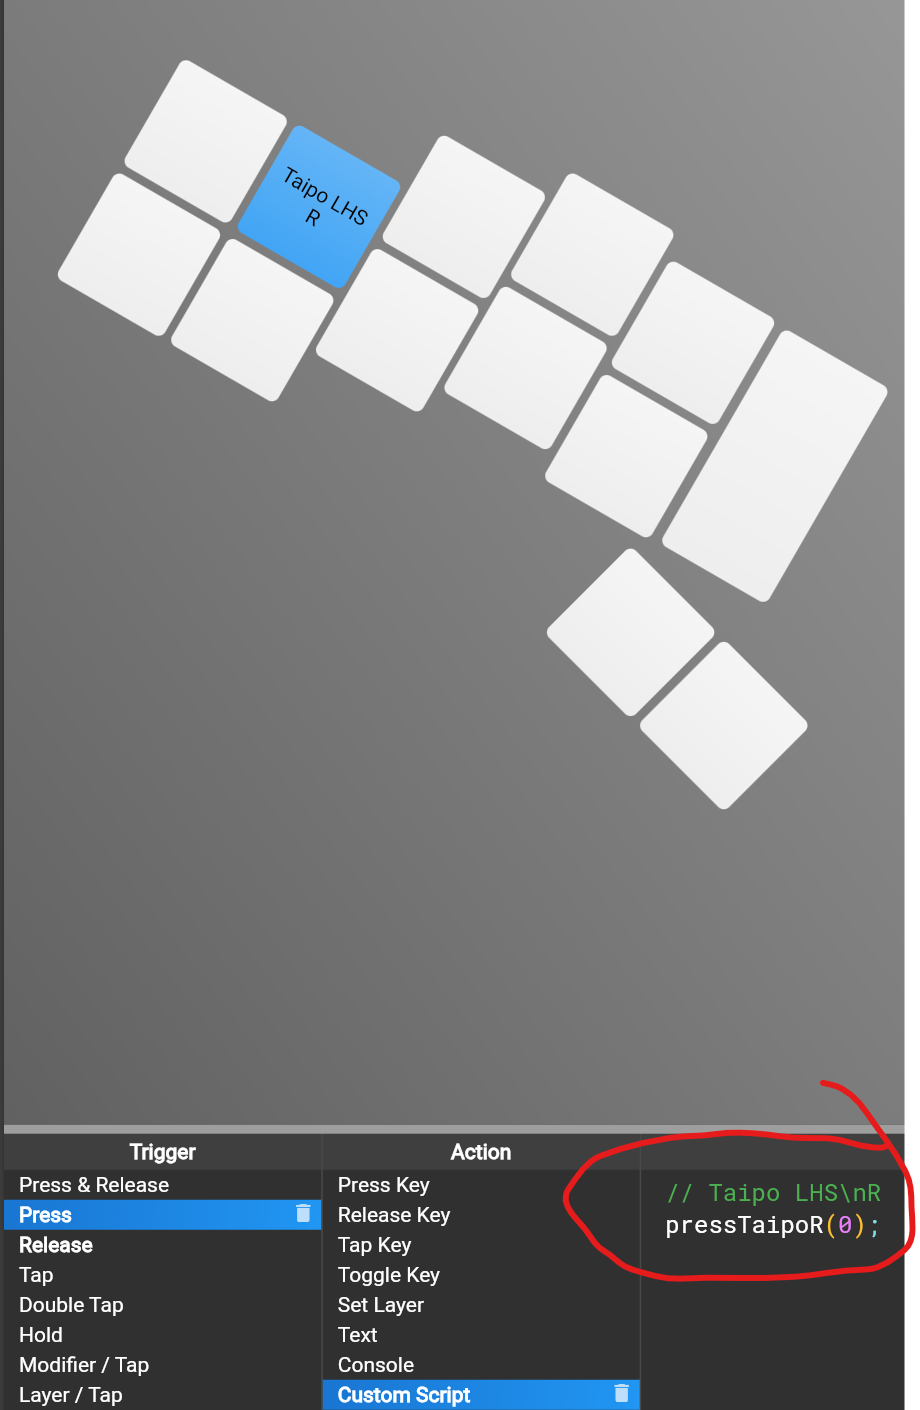 Taipo LHS
R
Trigger
Action
Press & Release
Press Key
// Taipo LHS\nR
Press
Release Key
pressTaipoR(0);
Release
Tap Key
Tap
Toggle Key
Double Tap
Set Layer
Hold
Text
Modifier / Tap
Console
Layer / Tap
Custom Script